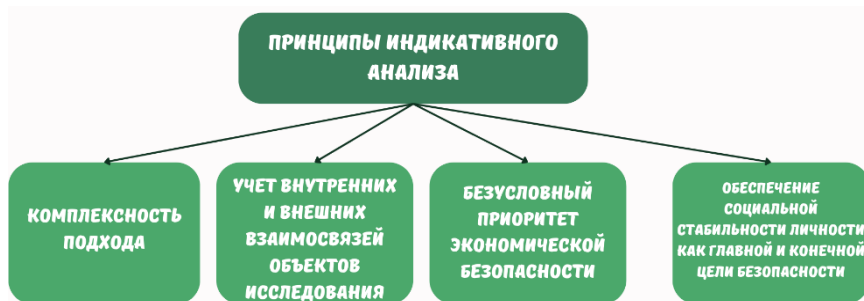 ПРИНЦИПЫ ИНДИКАТИВНОГО
АНАЛИЗА
КОМПЛЕКСНОСТЬ
ПОДХОДА
УЧЕТ ВНУТРЕННИХ
И ВНЕШНИХ
ВЗАИМОСВЯЗЕЙ
ОБЪЕКТОВ
ИССЛЕДОВАНИЯ
БЕЗУСЛОВНЫЙ
ПРИОРИТЕТ
ЭКОНОМИЧЕСКОЙ
БЕЗОПАСНОСТИ
ОБЕСПЕЧЕНИЕ
СОЦИАЛЬНОЙ
СТАБИЛЬНОСТИ ЛИЧНОСТИ
КАК ГЛАВНОЙ И КОНЕЧНОЙ
ЦЕЛИ БЕЗОПАСНОСТИ